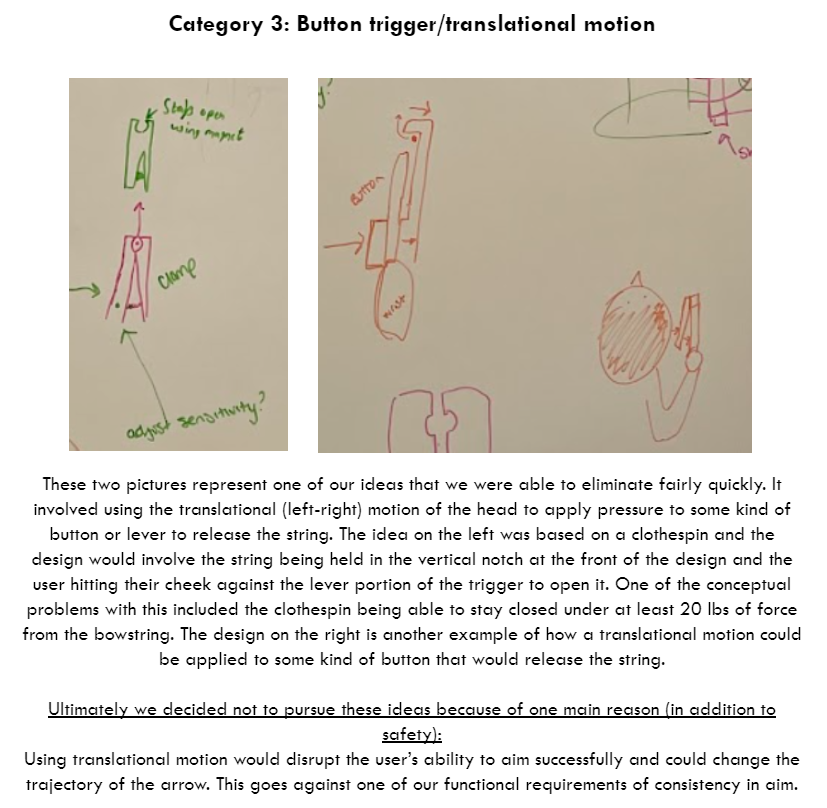 Category 3: Button trigger/translational motion
Stays open
using magnet
Clamp
adjust sensitivity?
y?
BUTTON
wrist
These two pictures represent one of our ideas that we were able to eliminate fairly quickly. It
involved using the translational (left-right) motion of the head to apply pressure to some kind of
button or lever to release the string. The idea on the left was based on a clothespin and the
design would involve the string being held in the vertical notch at the front of the design and the
user hitting their cheek against the lever portion of the trigger to open it. One of the conceptual
problems with this included the clothespin being able to stay closed under at least 20 lbs of force
from the bowstring. The design on the right is another example of how a translational motion could
be applied to some kind of button that would release the string.
Ultimately we decided not to pursue these ideas because of one main reason (in addition to
safety):
Using translational motion would disrupt the user's ability to aim successfully and could change the
trajectory of the arrow. This goes against one of our functional requirements of consistency in aim.